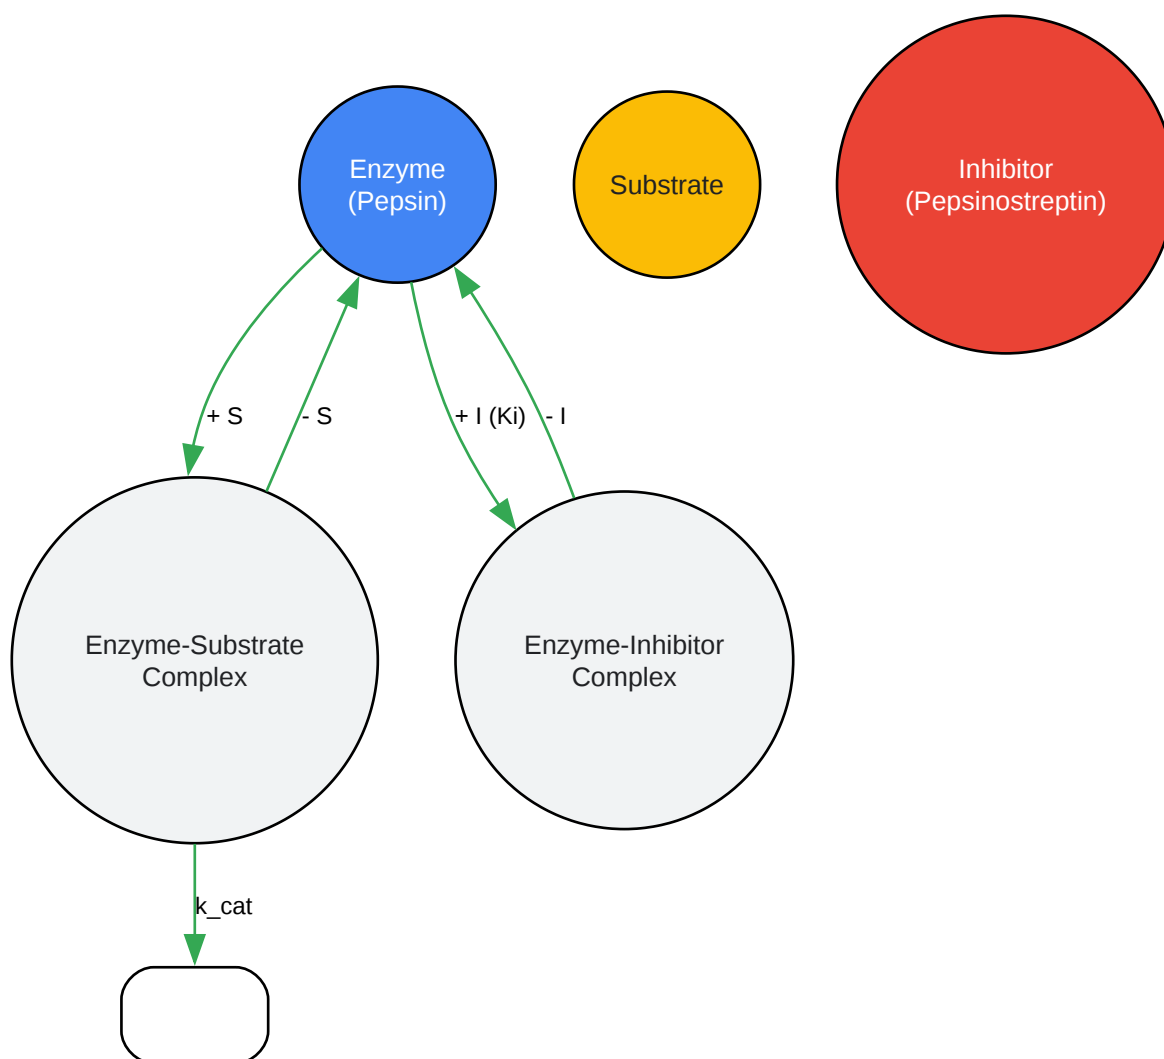 Enzyme
(Pepsin)
Substrate
Inhibitor
(Pepsinostreptin)
+ S
- S
+ I (Ki)
- I
Enzyme-Substrate
Complex
Enzyme-Inhibitor
Complex
k_cat